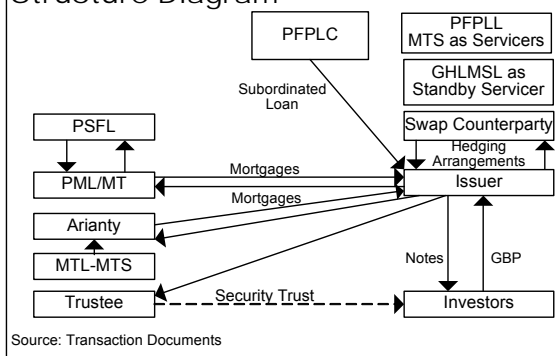 Structure Diagram
PFPLC
PFPLL
MTS as Servicers
GHLMSL as
Standby Servicer
Subordinated
Loan
PSFL
Swap Counterparty
Hedging
Arrangements
Mortgages
PML/MT
Issuer
Mortgages
Arianty
MTL-MTS
Notes
GBP
Trustee
Security Trust
Investors
Source: Transaction Documents